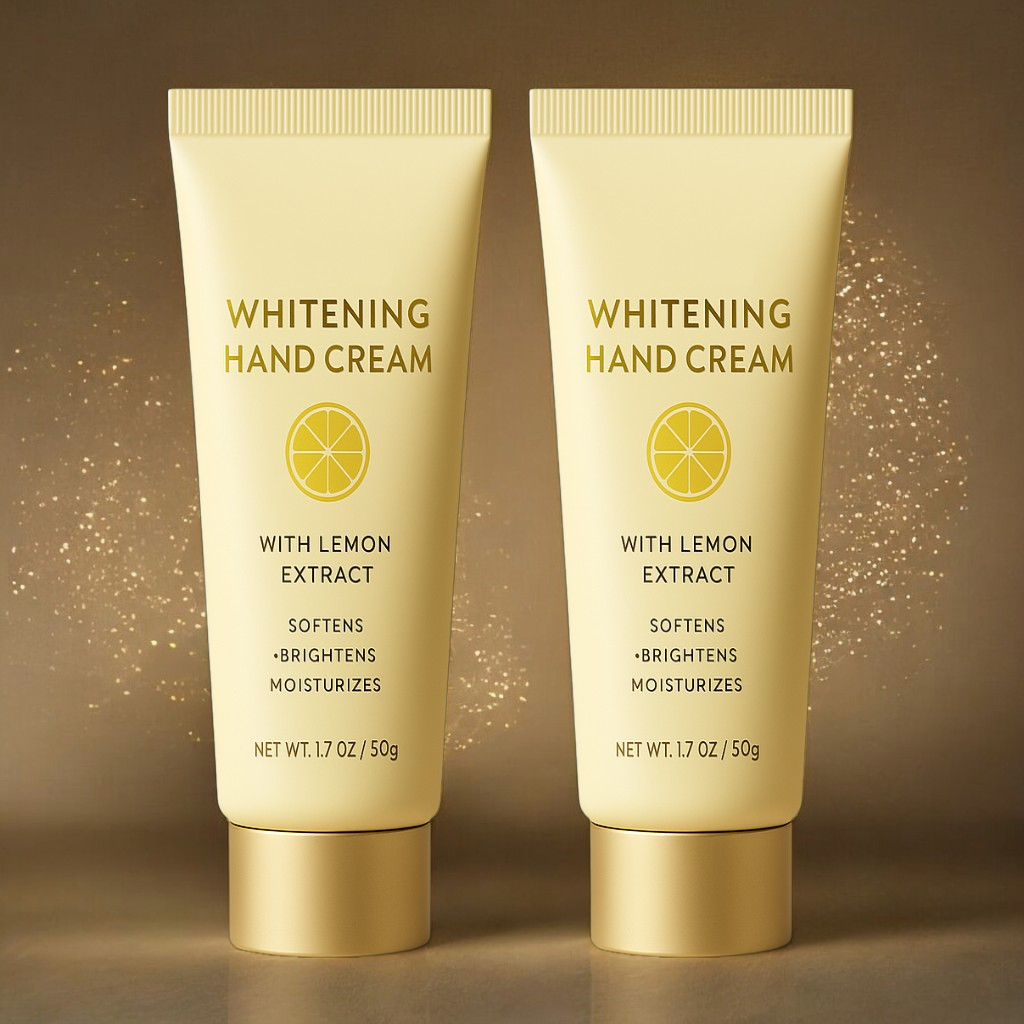 WHITENING
HAND CREAM
WITH LEMON
EXTRACT
SOFTENS
•BRIGHTENS
MOISTURIZES
NET WT. 1.7 OZ / 50g
WHITENING
HAND CREAM
WITH LEMON
EXTRACT
SOFTENS
•BRIGHTENS
MOISTURIZES
NET WT. 1.7 OZ / 50g